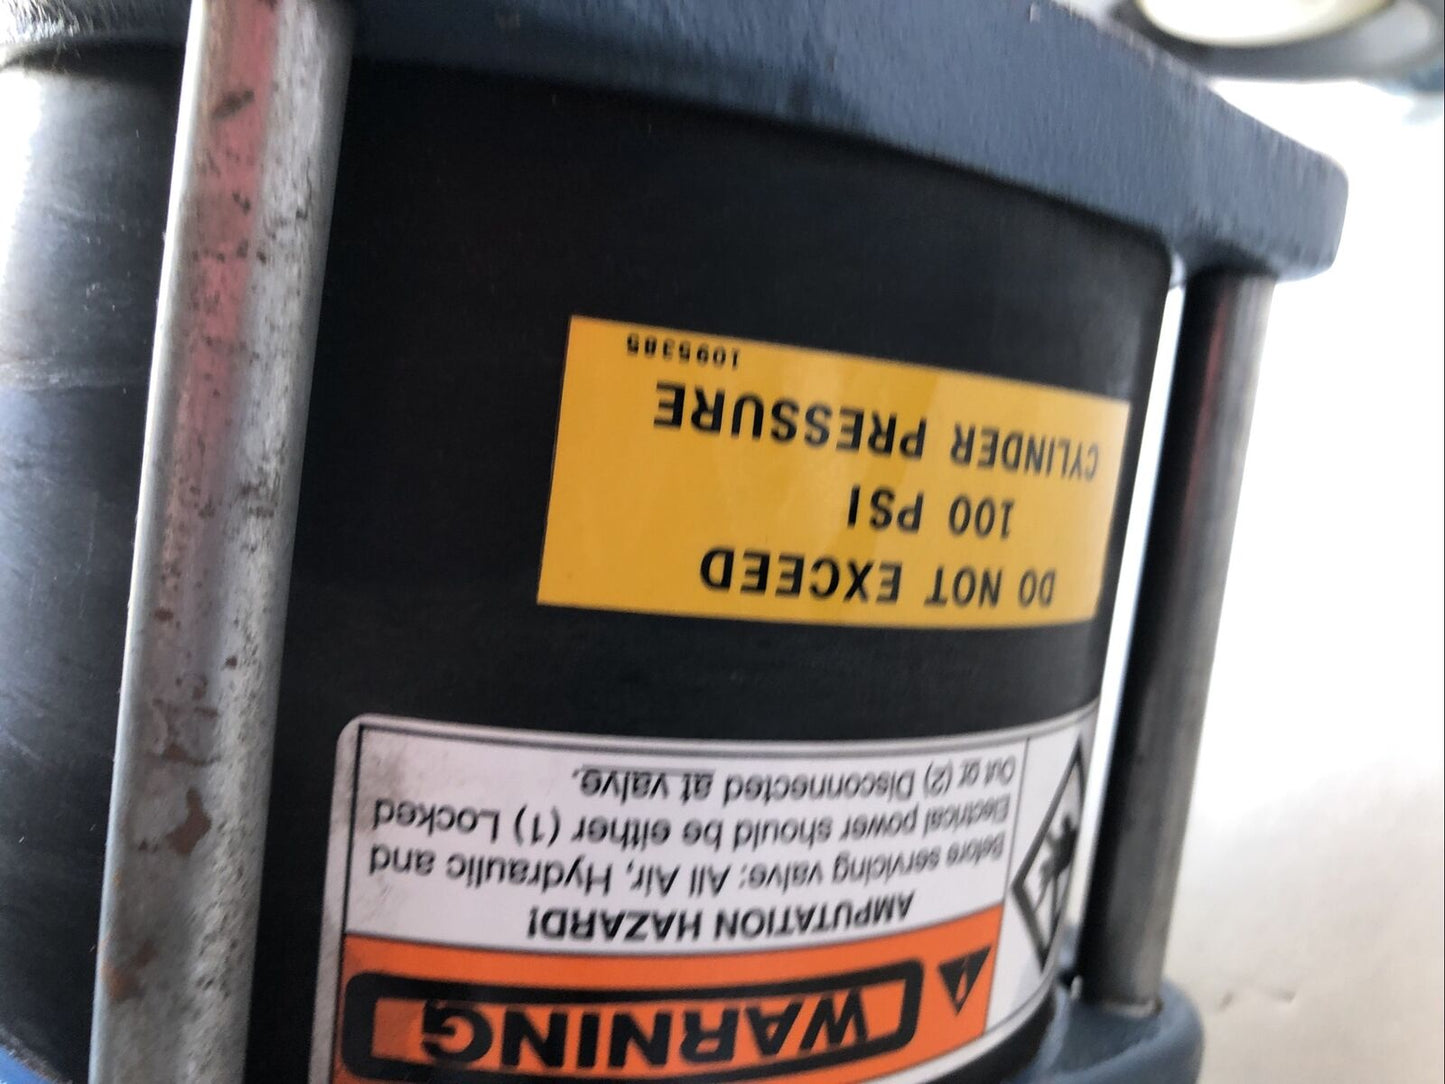 WARNING
AMPUTATION HAZARD!
Before servicing valve: All Air, Hydraulic and
Electrical power should be either (1) Locked
Out or (2) Disconnected at valve.
DO NOT EXCEED
100 PSI
CYLINDER PRESSURE
1095385